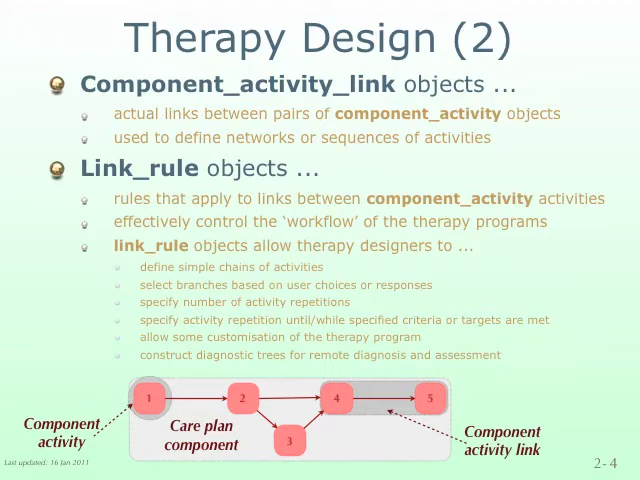 Therapy Design (2)
Component_activity_link objects ...
actual links between pairs of component_activity objects
used to define networks or sequences of activities
Link_rule objects ...
rules that apply to links between component_activity activities
effectively control the ‘workflow’ of the therapy programs
link_rule objects allow therapy designers to ...
define simple chains of activities
select branches based on user choices or responses
specify number of activity repetitions
specify activity repetition until/while specified criteria or targets are met
allow some customisation of the therapy program
construct diagnostic trees for remote diagnosis and assessment
1
2
4
5
3
Component
activity
Care plan
component
Component
activity link
Last updated: 16 Jan 2011
2-4